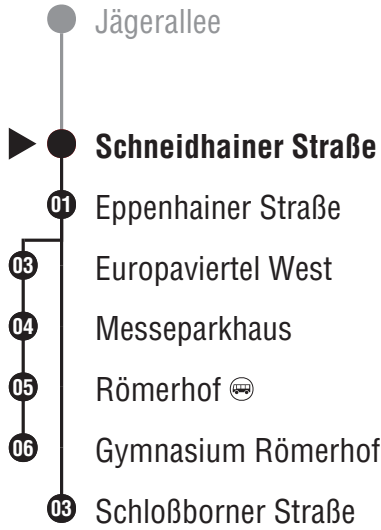 Jägerallee
Schneidhainer Straße
01 Eppenhainer Straße
03 Europaviertel West
04 Messeparkhaus
05 Römerhof
06 Gymnasium Römerhof
03 Schloßborner Straße